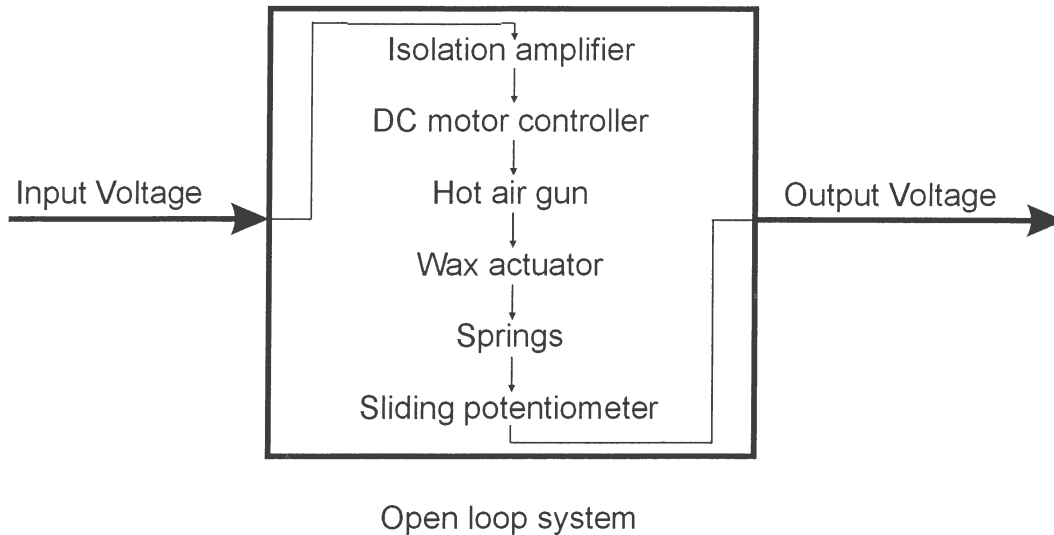 Isolation amplifier
DC motor controller
Input Voltage
Hot air gun
Output Voltage
Wax actuator
Springs
Sliding potentiometer
Open loop system